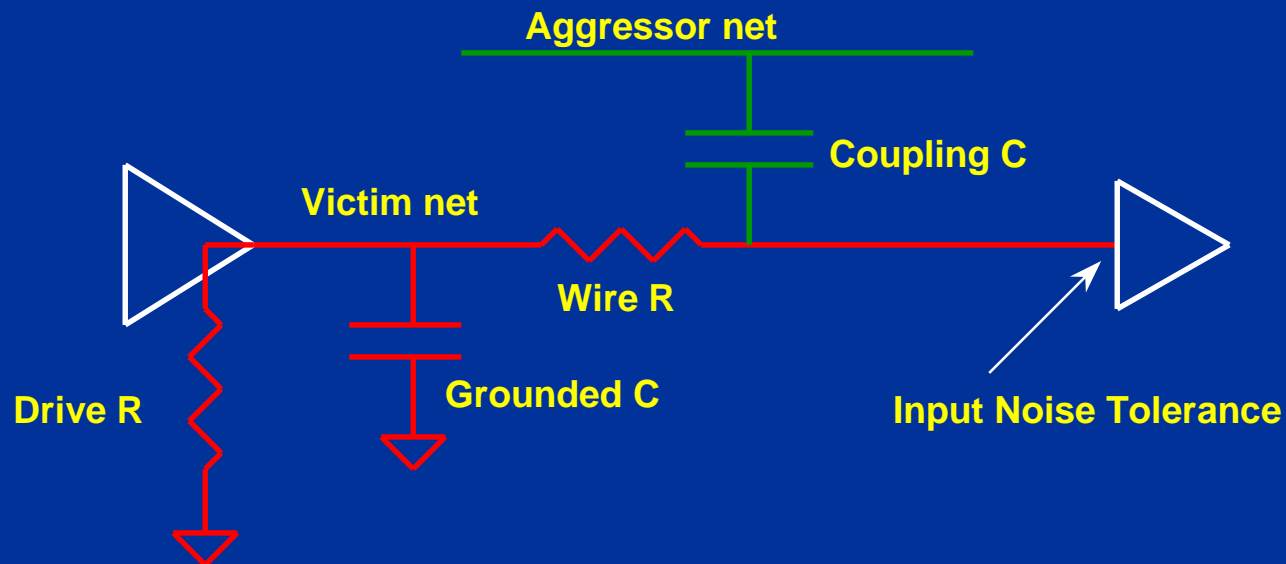 Aggressor net
Coupling C
Victim net
Wire R
Grounded C
Drive R
Input Noise Tolerance